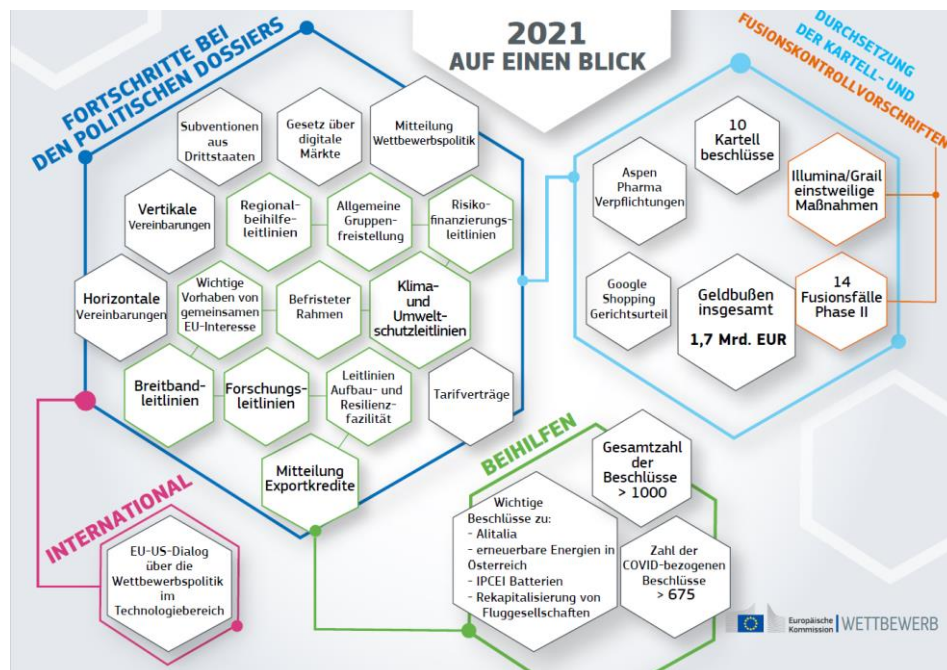 2021
AUF EINEN BLICK
FORTSCHRITTE BEI
DEN POLITISCHEN DOSSIERS
Subventionen
aus
Drittstaaten
Gesetz über
digitale
Märkte
Mitteilung
Wettbewerbspolitik
Vertikale
Vereinbarungen
Regional-
beihilfe-
leitlinien
Allgemeine
Gruppen-
freistellung
Risiko-
finanzierungs-
leitlinien
Horizontale
Vereinbarungen
Wichtige
Vorhaben von
gemeinsamen
EU-Interesse
Befristeter
Rahmen
Klima-
und
Umwelt-
schutzleitlinien
Breitband-
leitlinien
Forschungs-
leitlinien
Leitlinien
Aufbau- und
Resilienz-
fazilität
Tarifverträge
Mitteilung
Exportkredite
DURCHSETZUNG
DER KARTELL- UND
FUSIONSKONTROLLVORSCHRIFTEN
10
Kartell
beschlüsse
Aspen
Pharma
Verpflichtungen
Illumina/Grail
einstweilige
Maßnahmen
Google
Shopping
Gerichtsurteil
Geldbußen
insgesamt
1,7 Mrd. EUR
14
Fusionsfälle
Phase II
INTERNATIONAL
EU-US-Dialog
über die
Wettbewerbspolitik
im
Technologiebereich
BEIHILFEN
Gesamtzahl
der
Beschlüsse
> 1000
Wichtige
Beschlüsse zu:
- Alitalia
- erneuerbare Energien in
Österreich
- IPCEI Batterien
- Rekapitalisierung von
Fluggesellschaften
Zahl der
COVID-bezogenen
Beschlüsse
> 675
Europäische
Kommission
WETTBEWERB